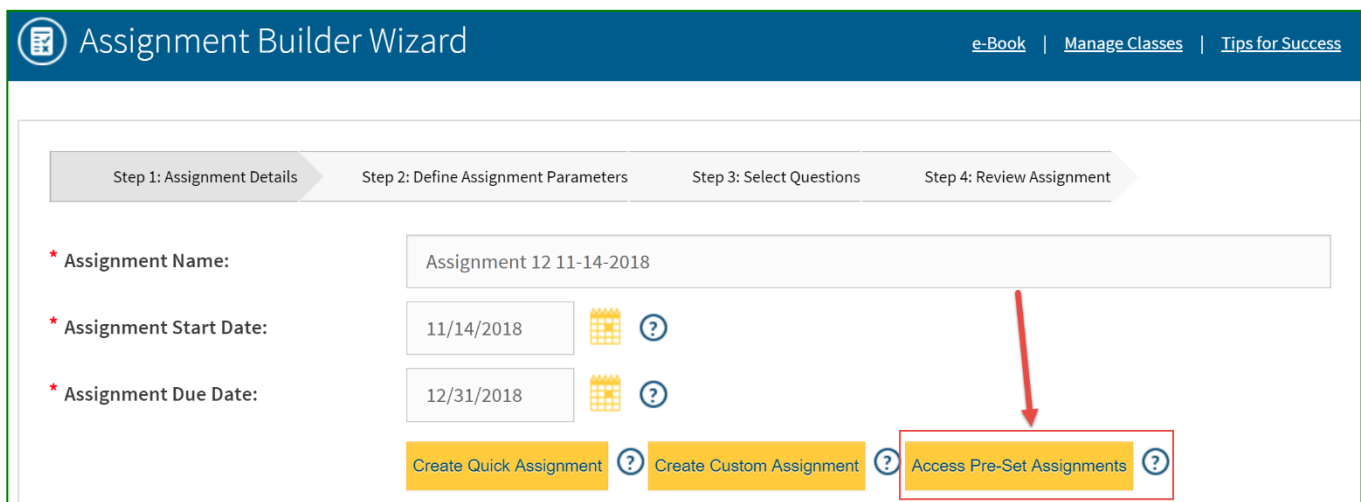 Assignment Builder Wizard
e-Book | Manage Classes | Tips for Success
Step 1: Assignment Details Step 2: Define Assignment Parameters Step 3: Select Questions Step 4: Review Assignment
* Assignment Name: Assignment 12 11-14-2018
* Assignment Start Date: 11/14/2018 ?
* Assignment Due Date: 12/31/2018 ?
Create Quick Assignment ? Create Custom Assignment ? Access Pre-Set Assignments ?